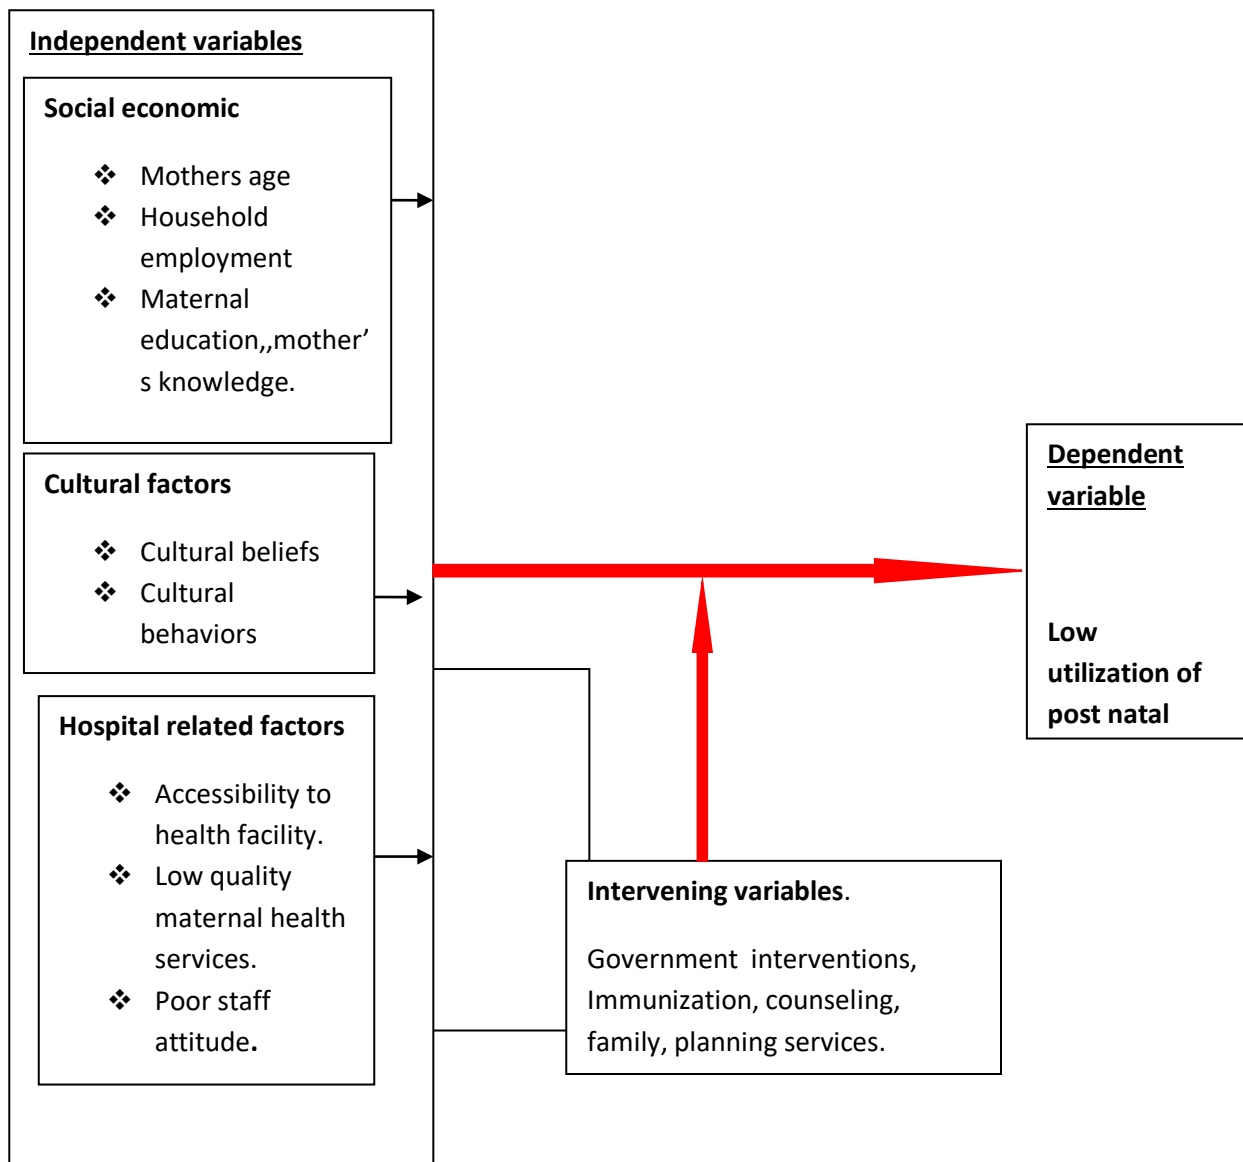 Independent variables
Social economic
❖ Mothers age
❖ Household
employment
❖ Maternal
education,,mother’
s knowledge.
Cultural factors
❖ Cultural beliefs
❖ Cultural
behaviors
Hospital related factors
❖ Accessibility to
health facility.
❖ Low quality
maternal health
services.
❖ Poor staff
attitude.
Intervening variables.
Government interventions,
Immunization, counseling,
family, planning services.
Dependent
variable
Low
utilization of
post natal